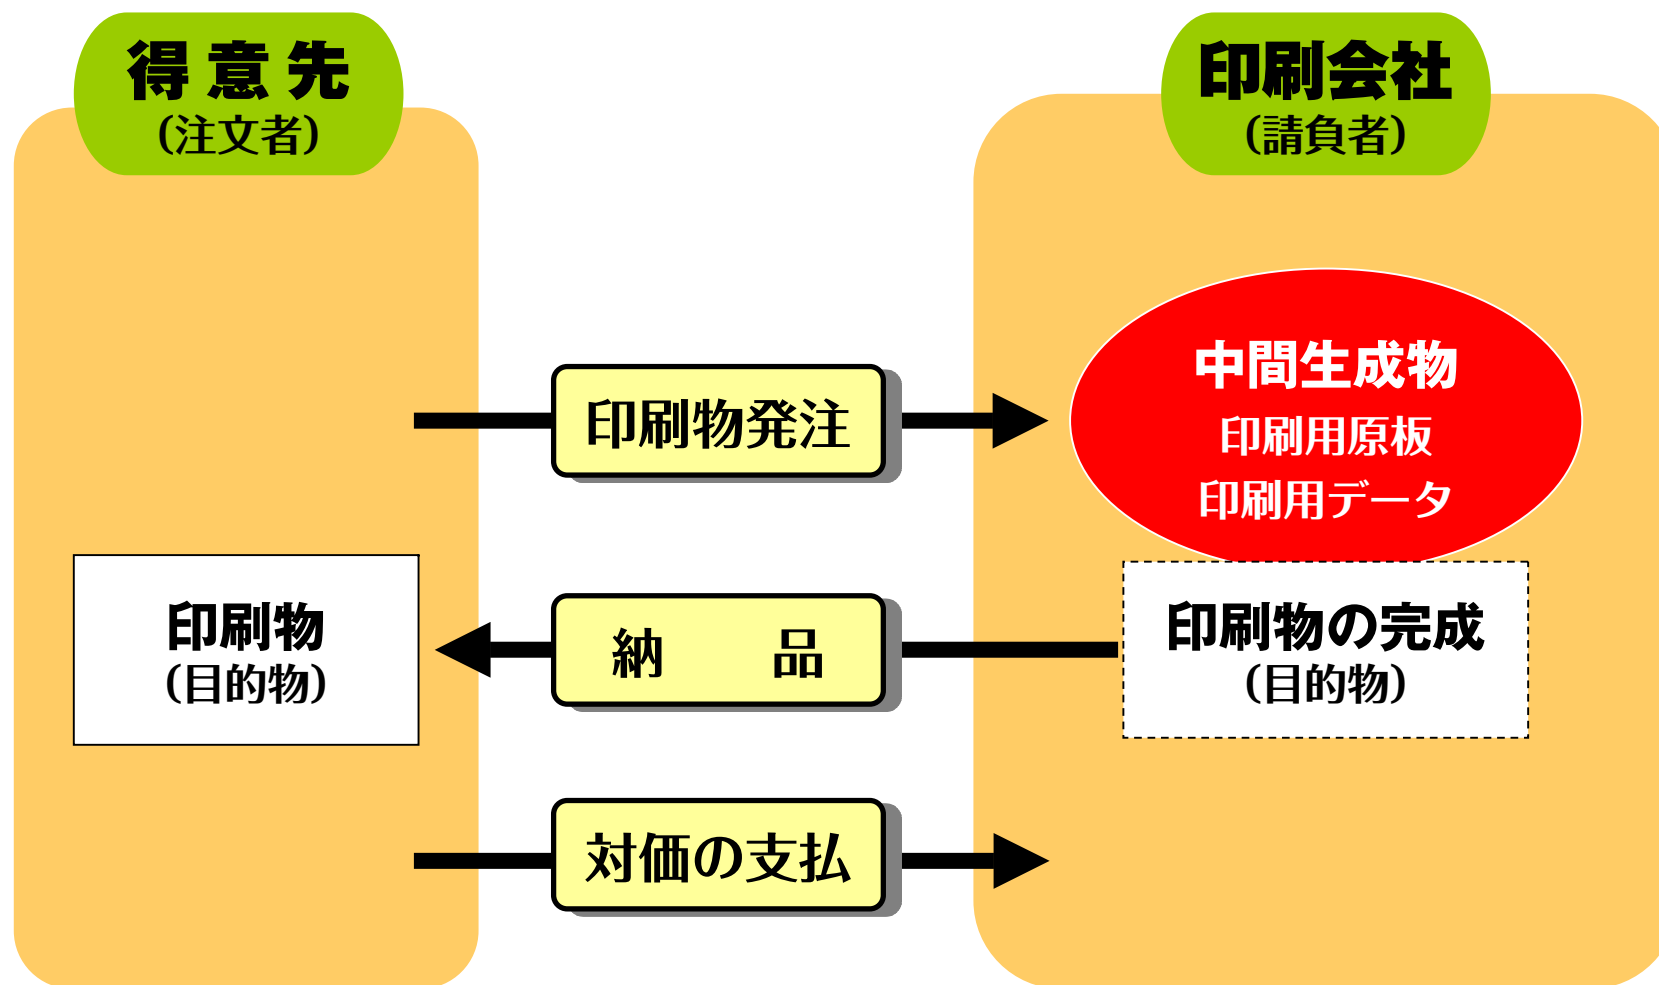 得意先
(注文者)
印刷会社
(請負者)
中間生成物
印刷用原板
印刷用データ
印刷物発注
印刷物
(目的物)
納　　品
印刷物の完成
(目的物)
対価の支払